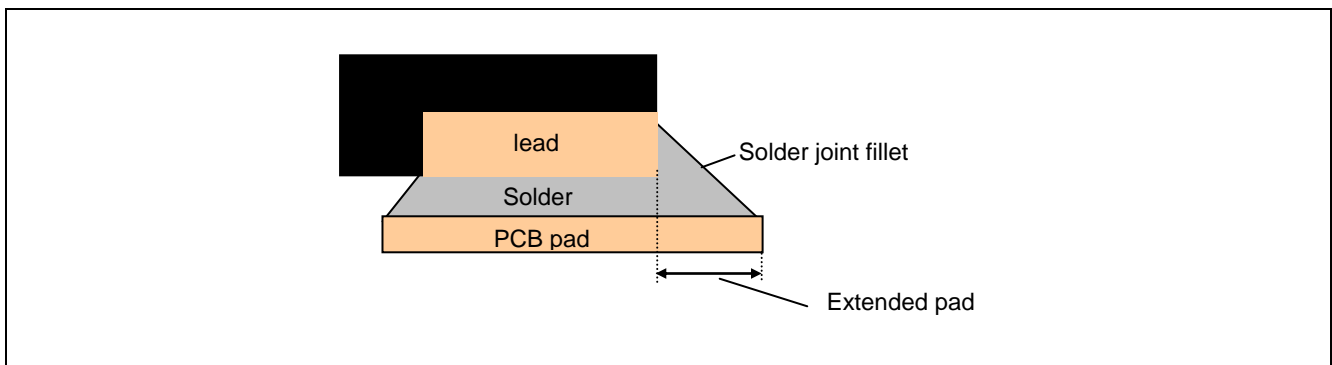 lead
Solder joint fillet
Solder
PCB pad
Extended pad